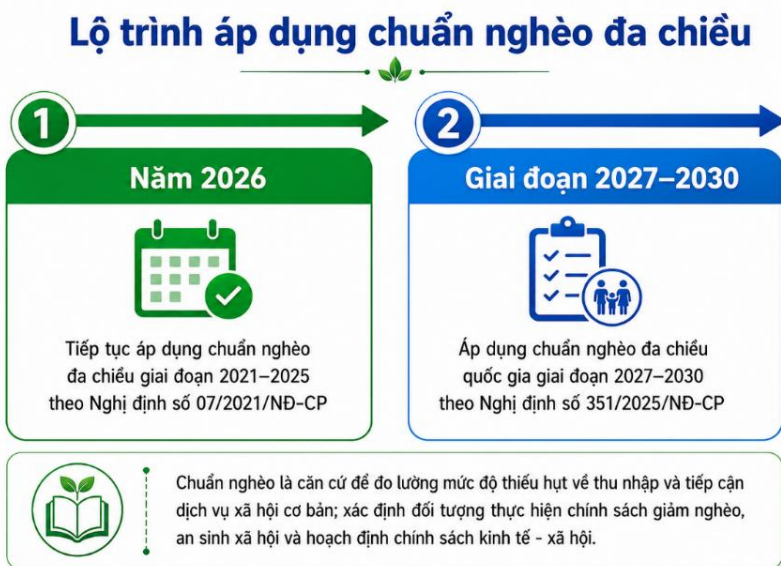 Lộ trình áp dụng chuẩn nghèo đa chiều
1
Năm 2026
Tiếp tục áp dụng chuẩn nghèo
đa chiều giai đoạn 2021–2025
theo Nghị định số 07/2021/NĐ-CP
2
Giai đoạn 2027–2030
Áp dụng chuẩn nghèo đa chiều
quốc gia giai đoạn 2027–2030
theo Nghị định số 351/2025/NĐ-CP
Chuẩn nghèo là căn cứ để đo lường mức độ thiếu hụt về thu nhập và tiếp cận
dịch vụ xã hội cơ bản; xác định đối tượng thực hiện chính sách giảm nghèo,
an sinh xã hội và hoạch định chính sách kinh tế - xã hội.